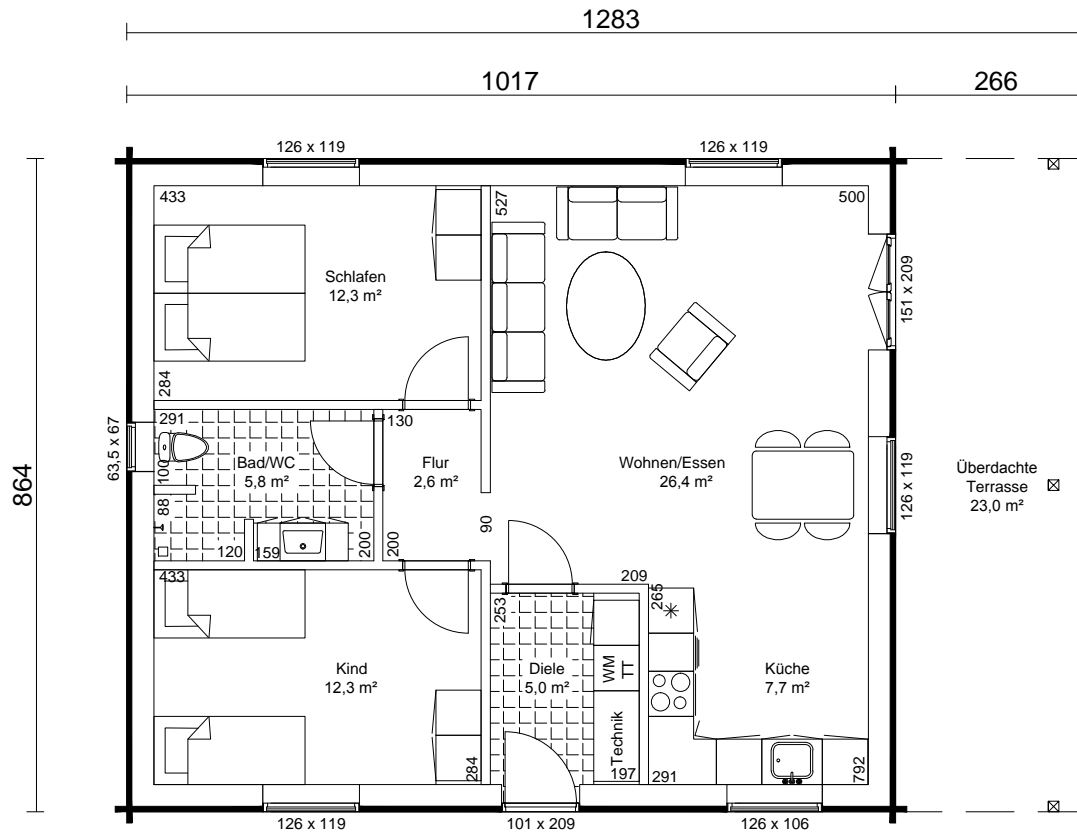 1283
1017
266
126 x 119
126 x 119
433
527
500
Schlafen
12,3 m²
151 x 209
284
864
63,5 x 67
291
130
Bad/WC
5,8 m²
Flur
2,6 m²
Wohnen/Essen
26,4 m²
126 x 119
Überdachte
Terrasse
23,0 m²
100
88
90
120
159
200
200
433
209
253
265
Kind
12,3 m²
Diele
5,0 m²
WM
TT
Küche
7,7 m²
Technik
284
197
291
792
126 x 119
101 x 209
126 x 106